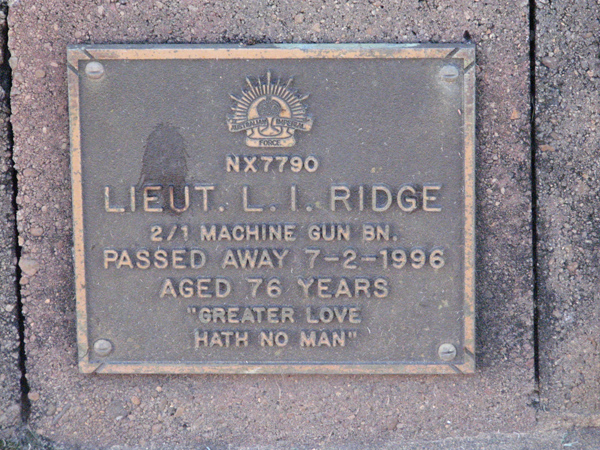 AUSTRALIAN IMPERIAL
FORCE
NX7790
LIEUT. L. I. RIDGE
2/1 MACHINE GUN BN.
PASSED AWAY 7-2-1996
AGED 76 YEARS
"GREATER LOVE
HATH NO MAN"